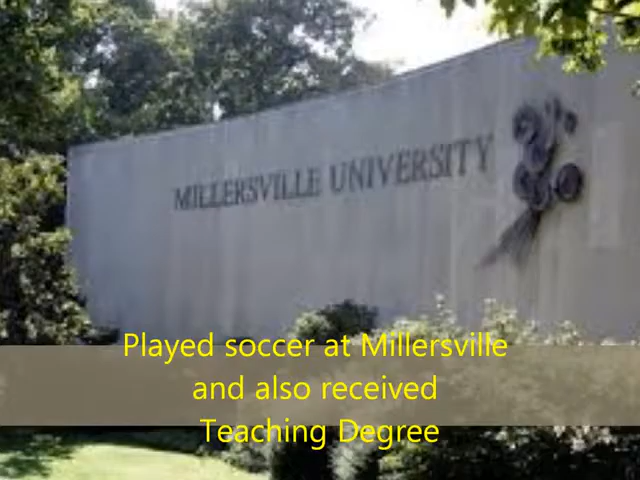 MILLERSVILLE UNIVERSITY
Played soccer at Millersville
and also received
Teaching Degree